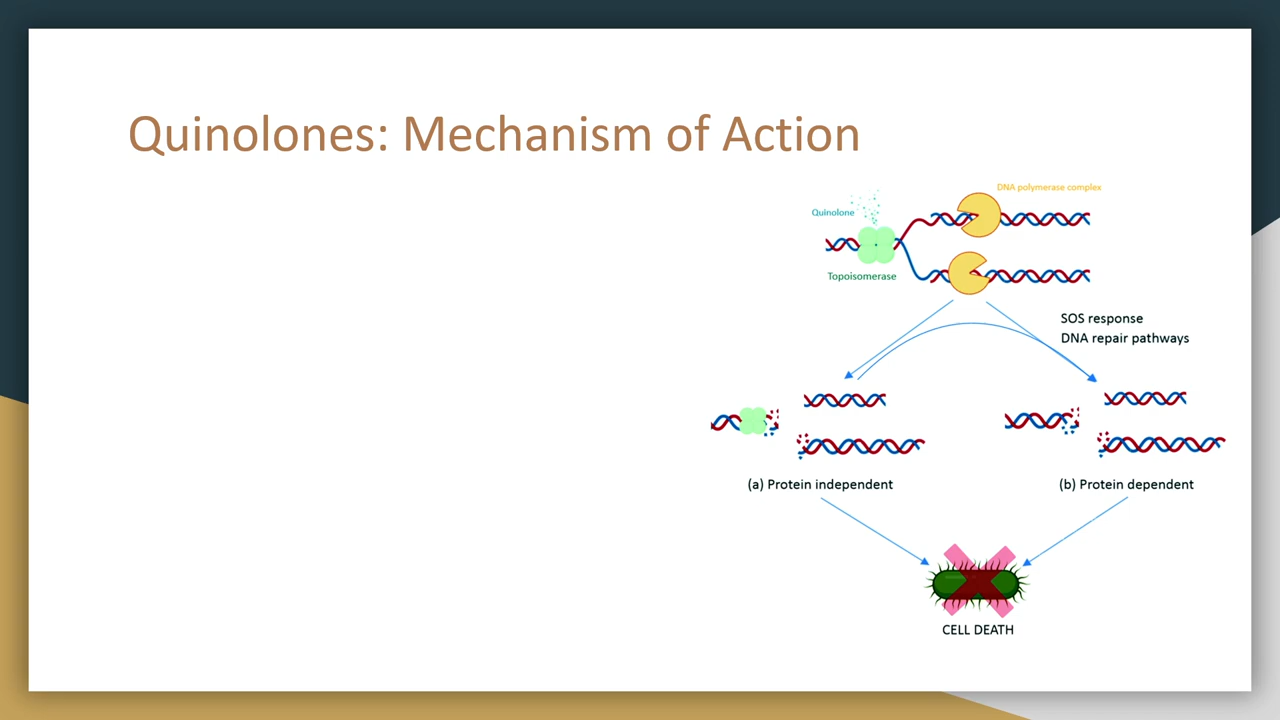 Quinolones: Mechanism of Action
DNA polymerase complex
Quinolone
Topoisomerase
SOS response
DNA repair pathways
(a) Protein independent
(b) Protein dependent
CELL DEATH